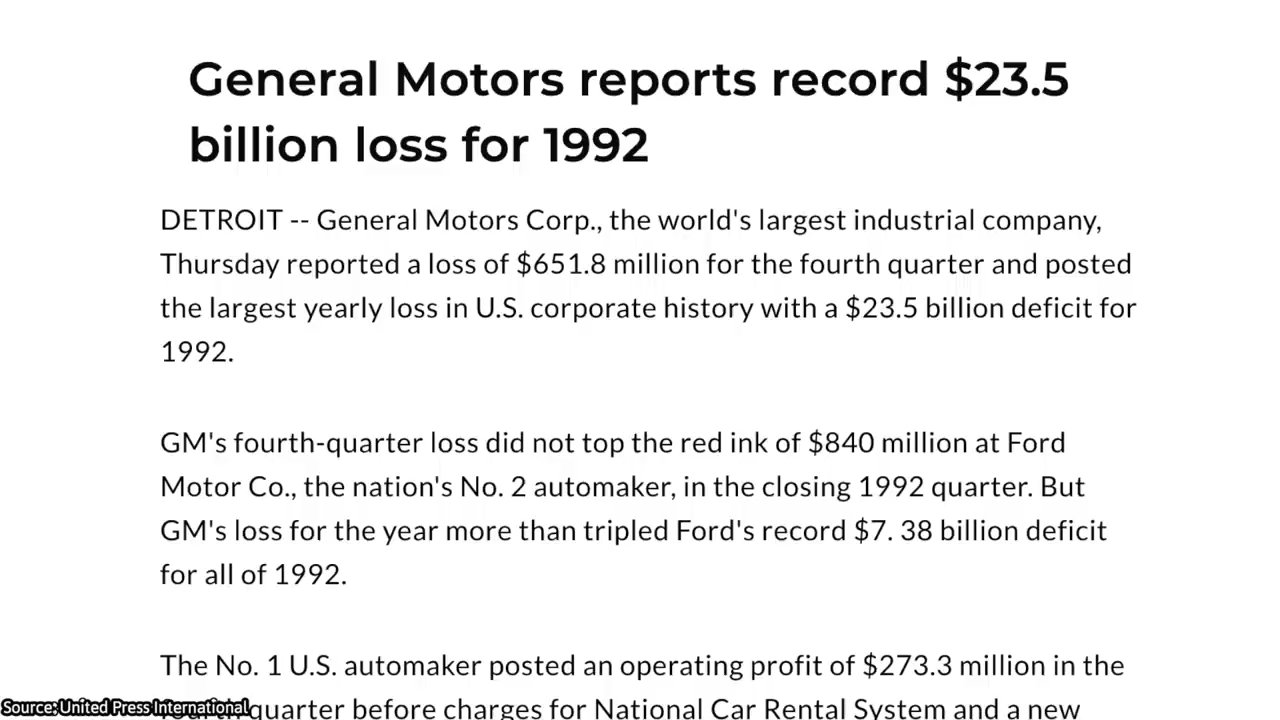 General Motors reports record $23.5
billion loss for 1992
DETROIT -- General Motors Corp., the world's largest industrial company,
Thursday reported a loss of $651.8 million for the fourth quarter and posted
the largest yearly loss in U.S. corporate history with a $23.5 billion deficit for
1992.
GM's fourth-quarter loss did not top the red ink of $840 million at Ford
Motor Co., the nation's No. 2 automaker, in the closing 1992 quarter. But
GM's loss for the year more than tripled Ford's record $7. 38 billion deficit
for all of 1992.
The No. 1 U.S. automaker posted an operating profit of $273.3 million in the
quarter before charges for National Car Rental System and a new
Source: United Press International